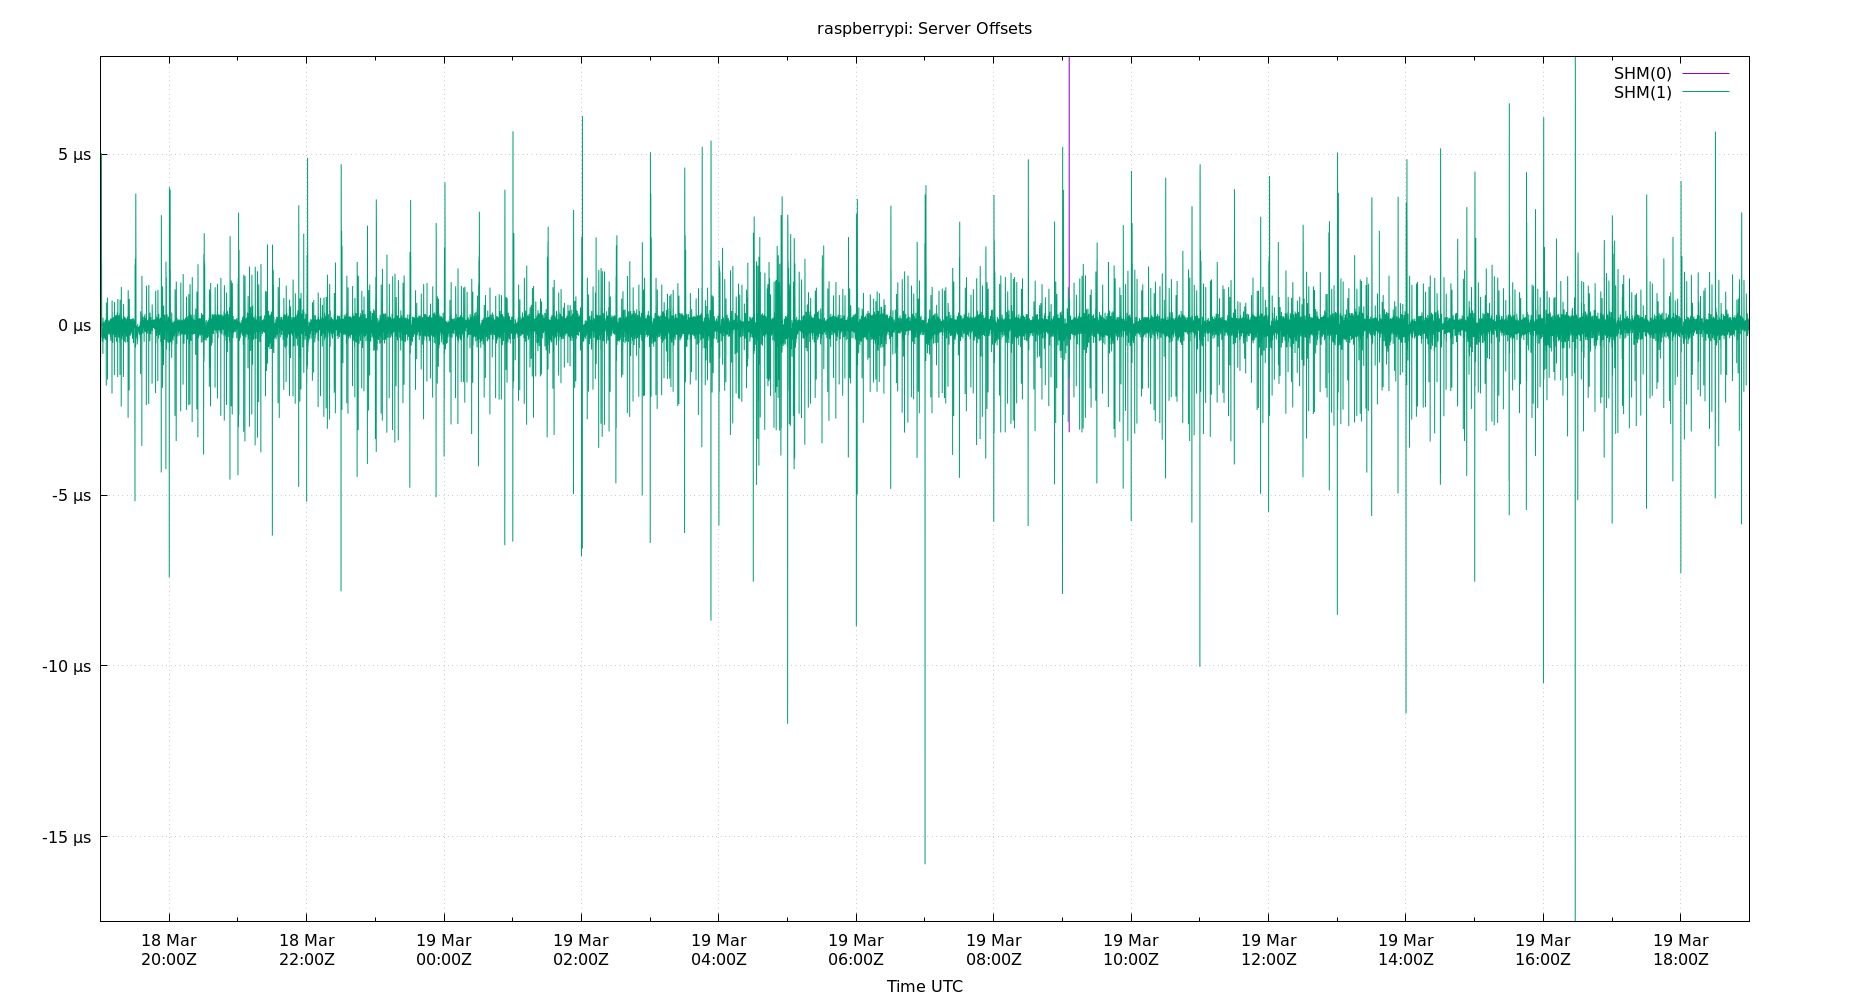 raspberrypi: Server Offsets
SHM(0)
SHM(1)
5 µs
0 µs
-5 µs
-10 µs
-15 µs
18 Mar 18 Mar 19 Mar 19 Mar 19 Mar 19 Mar 19 Mar 19 Mar 19 Mar 19 Mar 19 Mar 19 Mar
20:00Z 22:00Z 00:00Z 02:00Z 04:00Z 06:00Z 08:00Z 10:00Z 12:00Z 14:00Z 16:00Z 18:00Z
Time UTC